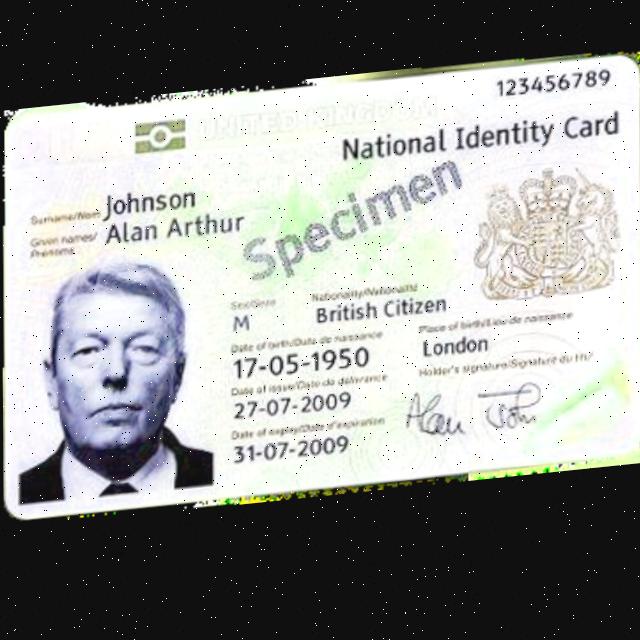 123456789
UNITED KINGDOM
National Identity Card
Surname/Nom
Johnson
Given names/
Prénoms
Alan Arthur
Specimen
Sex/Sexe
M
Nationality/Nationalité
British Citizen
Date of birth/Date de naissance
17-05-1950
Place of birth/Lieu de naissance
London
Date of issue/Date de délivrance
27-07-2009
Holder's signature/Signature du
Date of expiry/Date d'expiration
31-07-2009
Alan